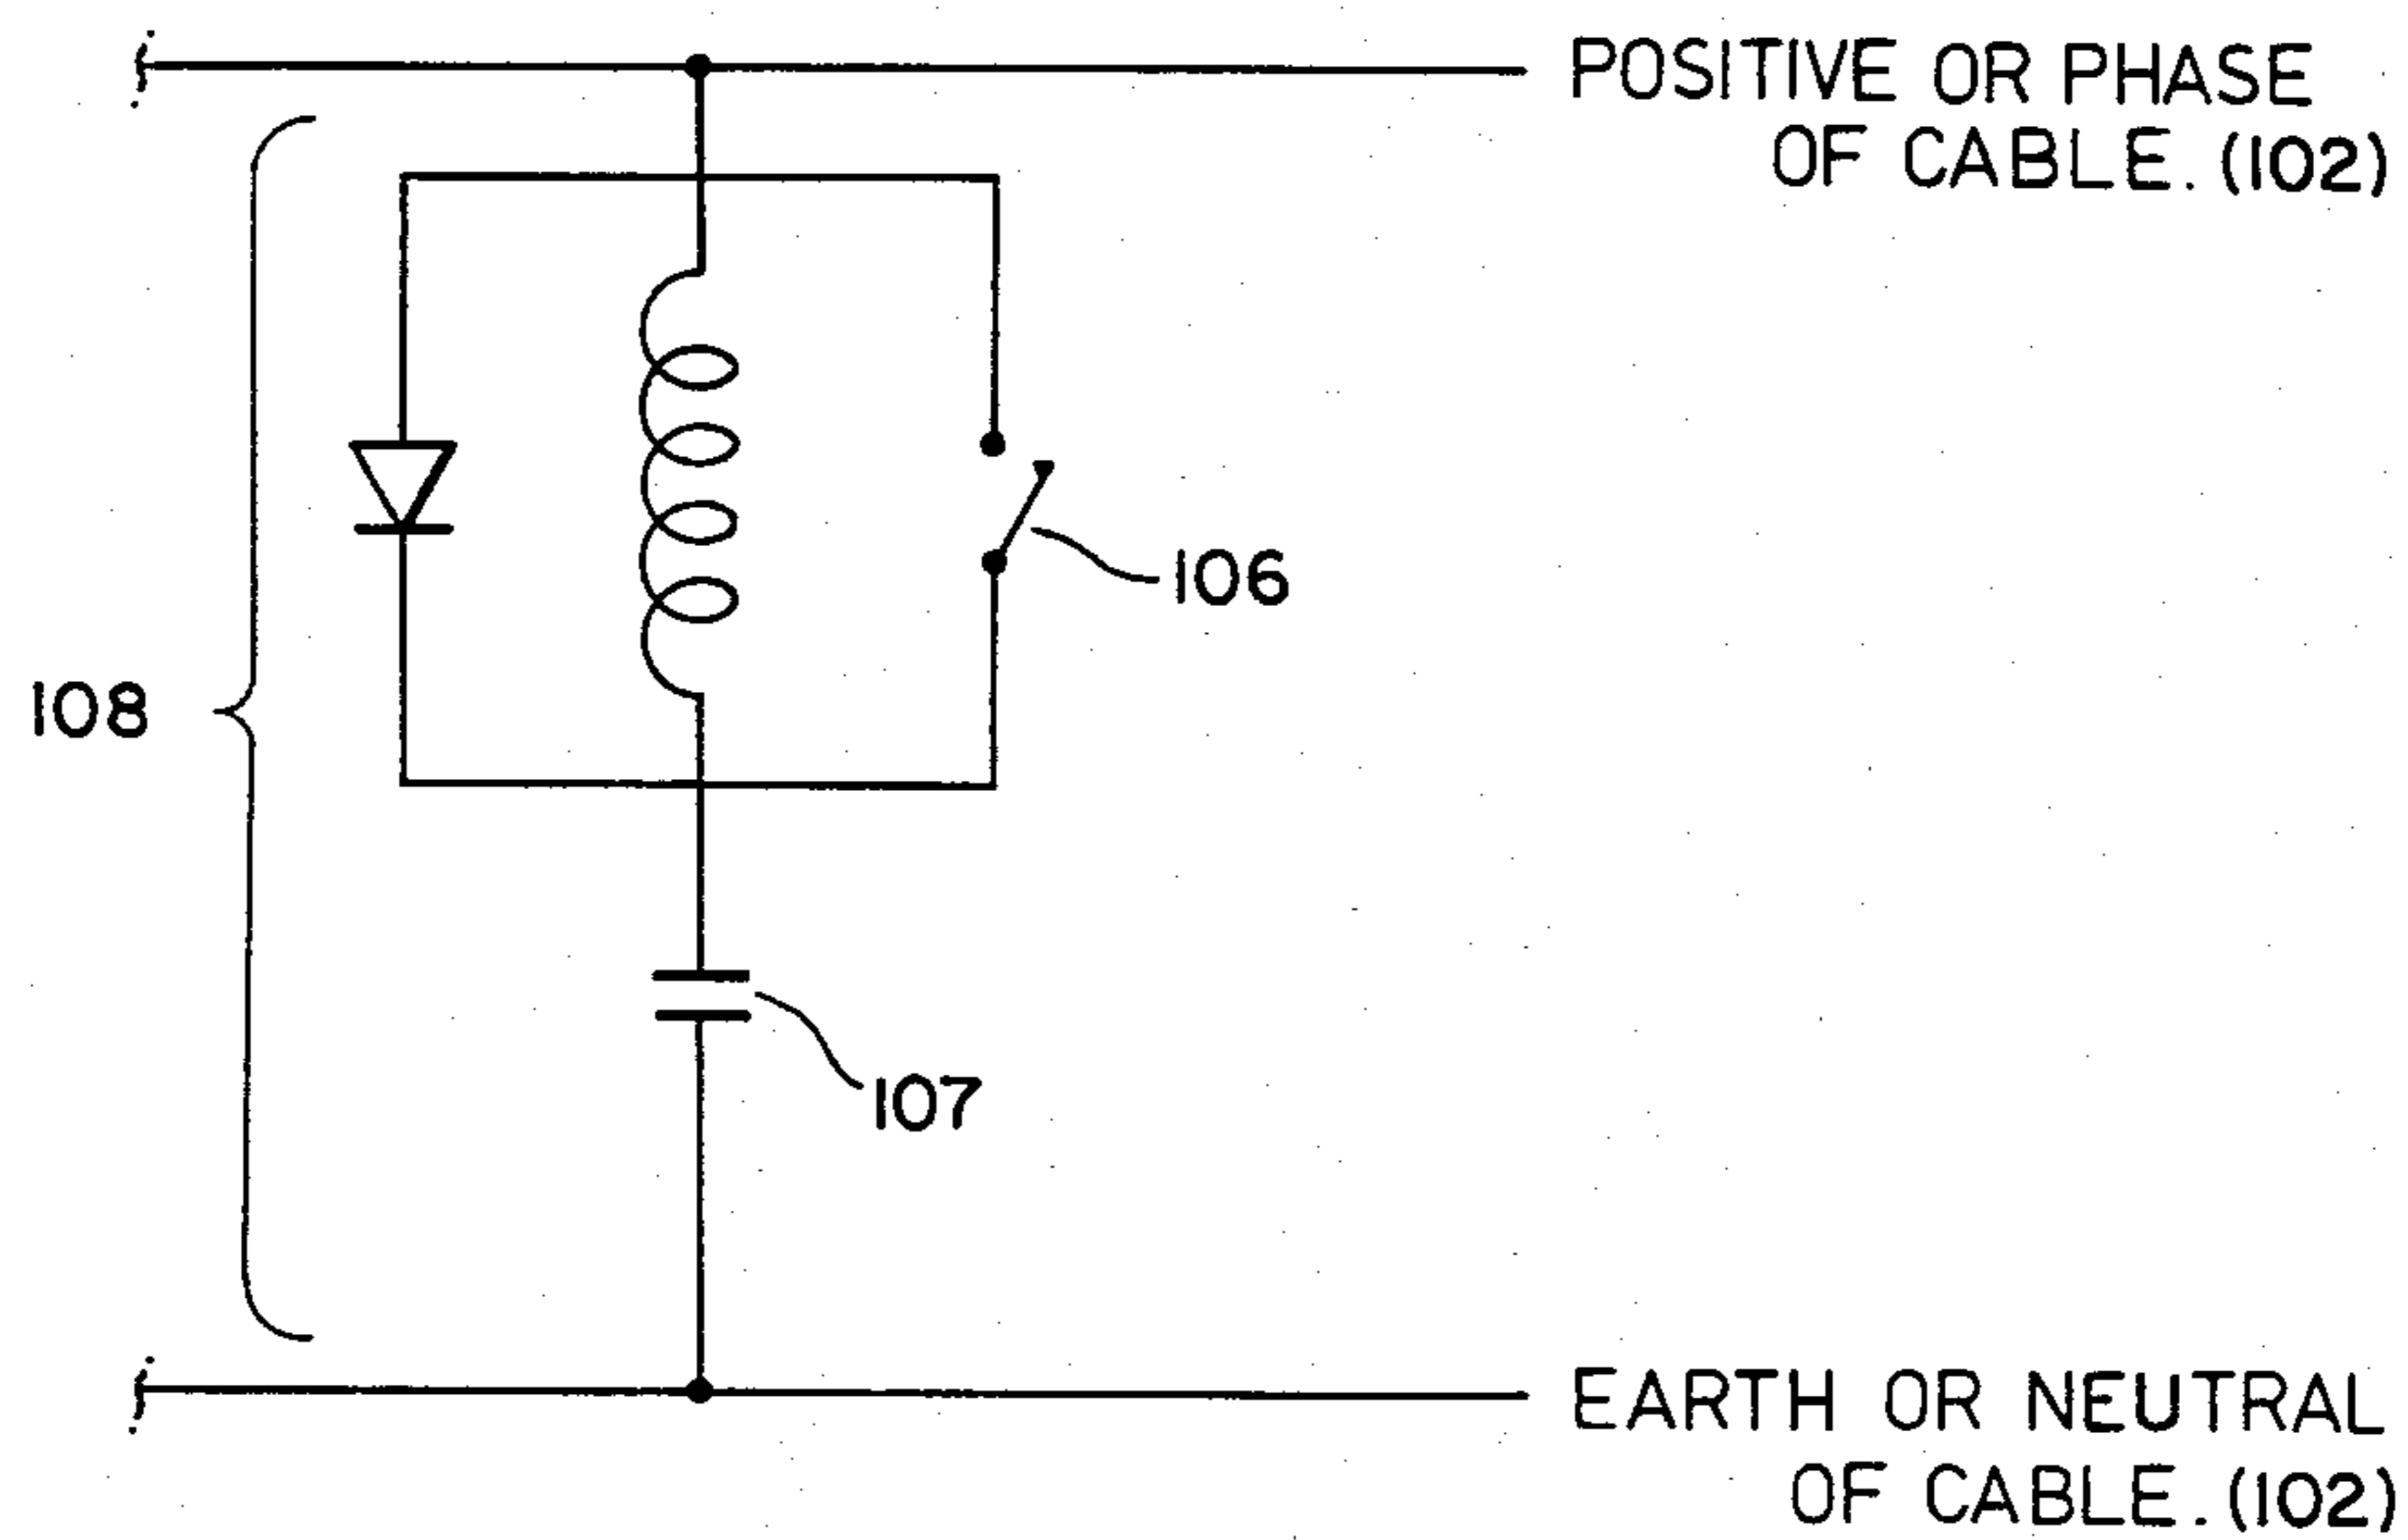 POSITIVE OR PHASE
OF CABLE. (102)
106
108
107
EARTH OR NEUTRAL
OF CABLE. (102)